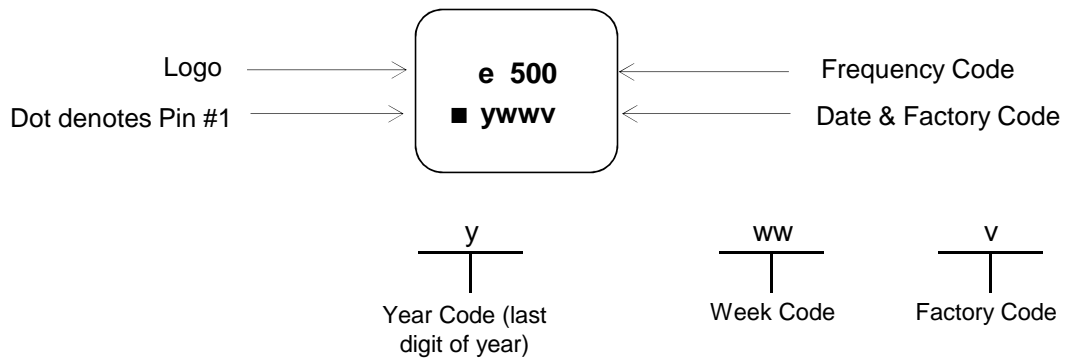 Logo
e 500
Frequency Code
Dot denotes Pin #1
■ ywwv
Date & Factory Code
y
ww
v
Year Code (last
digit of year)
Week Code
Factory Code